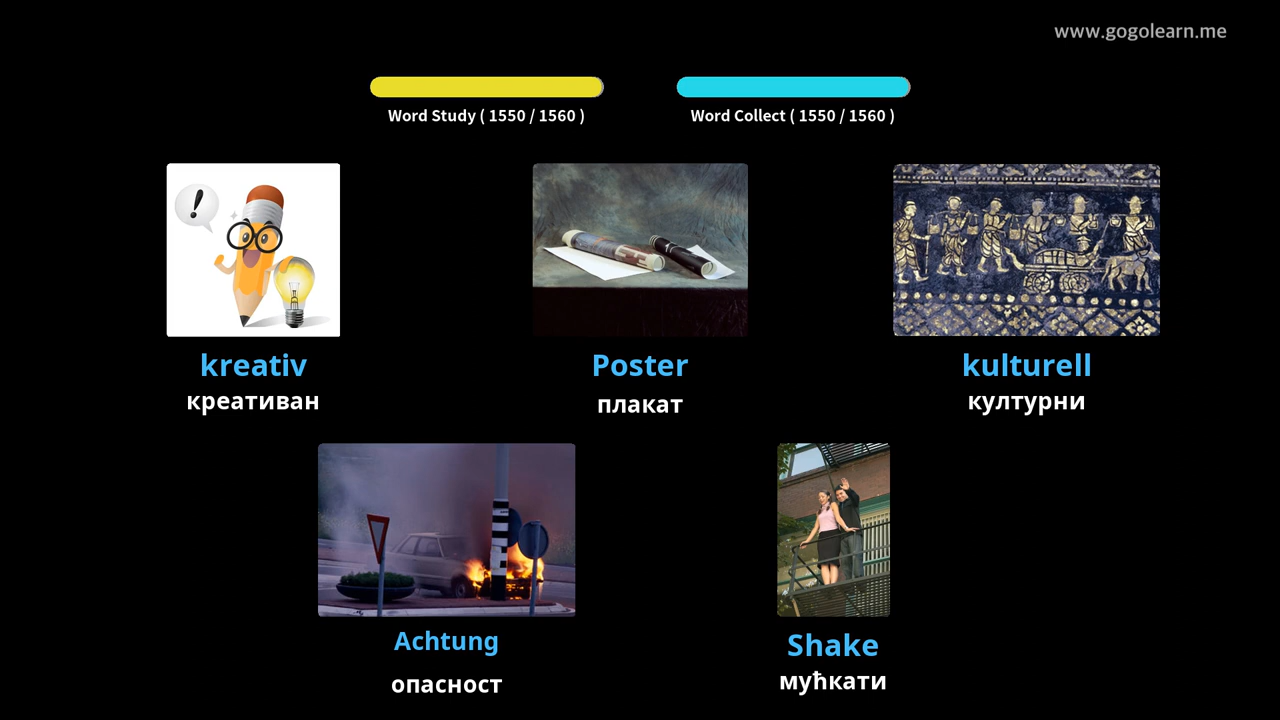 www.gogolearn.me
Word Study ( 1550 / 1560 )
Word Collect ( 1550 / 1560 )
kreativ
креативан
Poster
плакат
kulturell
културни
Achtung
опасност
Shake
мућкати